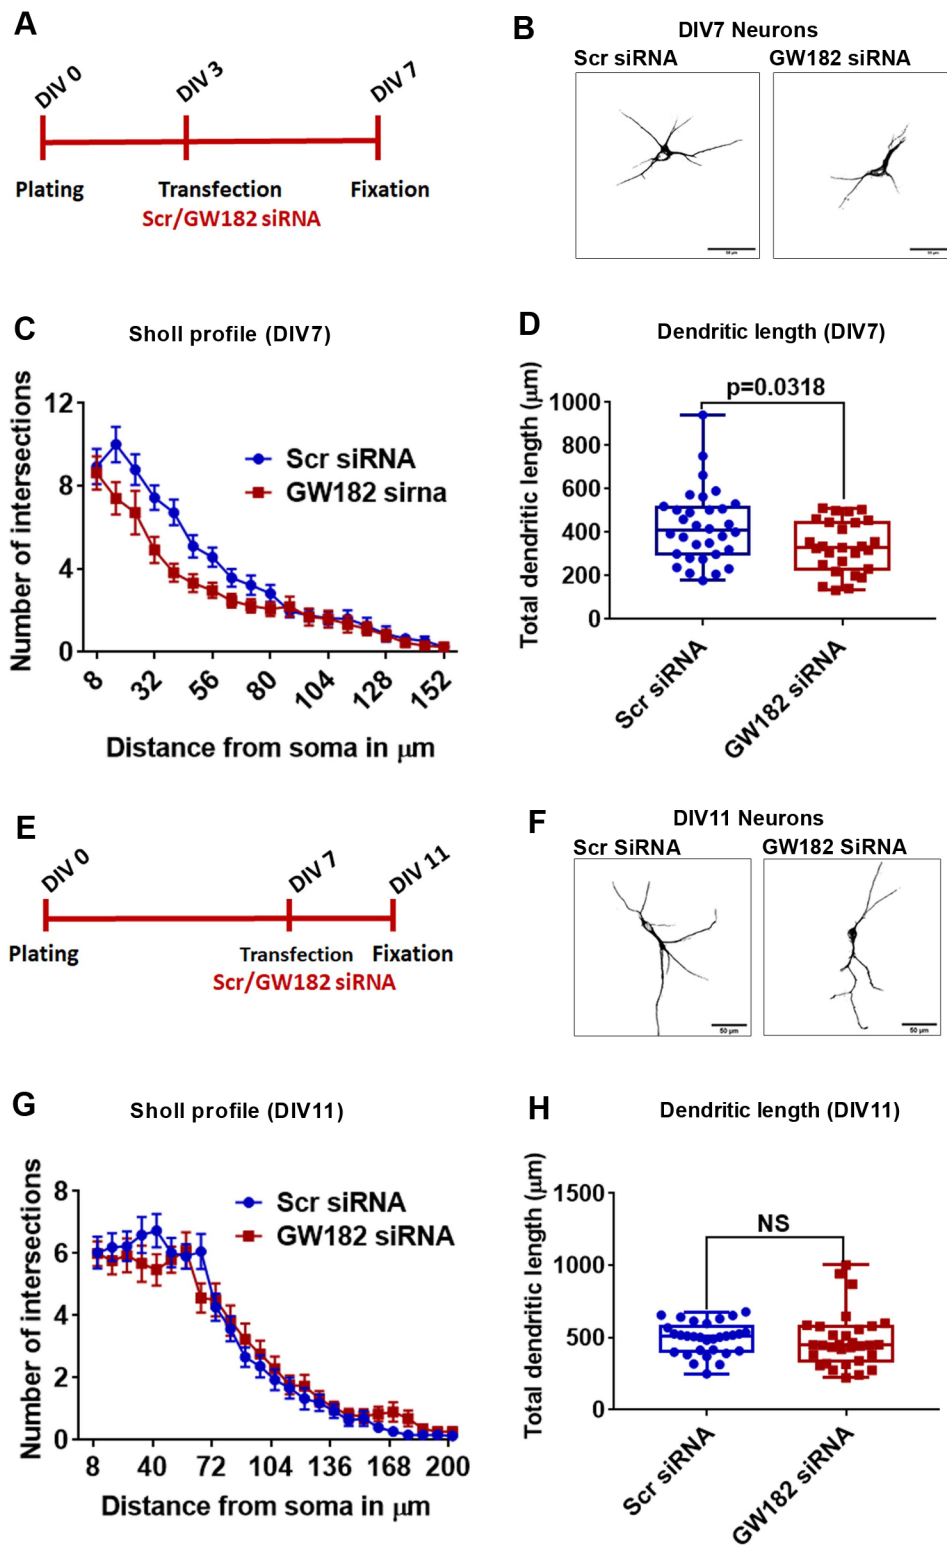 A
DIV 0
DIV 3
DIV 7
Plating
Transfection
Fixation
Scr/GW182 siRNA
B
DIV7 Neurons
Scr siRNA
GW182 siRNA
C
Sholl profile (DIV7)
Number of intersections
12
8
4
0
Scr siRNA
GW182 sirna
8
32
56
80
104
128
152
Distance from soma in μm
D
Dendritic length (DIV7)
Total dendritic length (μm)
p=0.0318
1000
800
600
400
200
0
Scr siRNA
GW182 siRNA
E
DIV 0
DIV 7
DIV 11
Plating
Transfection
Fixation
Scr/GW182 siRNA
F
DIV11 Neurons
Scr SiRNA
GW182 SiRNA
50 μm
50 μm
G
Sholl profile (DIV11)
Number of intersections
8
6
4
2
0
Scr siRNA
GW182 siRNA
8
40
72
104
136
168
200
Distance from soma in μm
H
Dendritic length (DIV11)
Total dendritic length (μm)
NS
1500
1000
500
0
Scr siRNA
GW182 siRNA